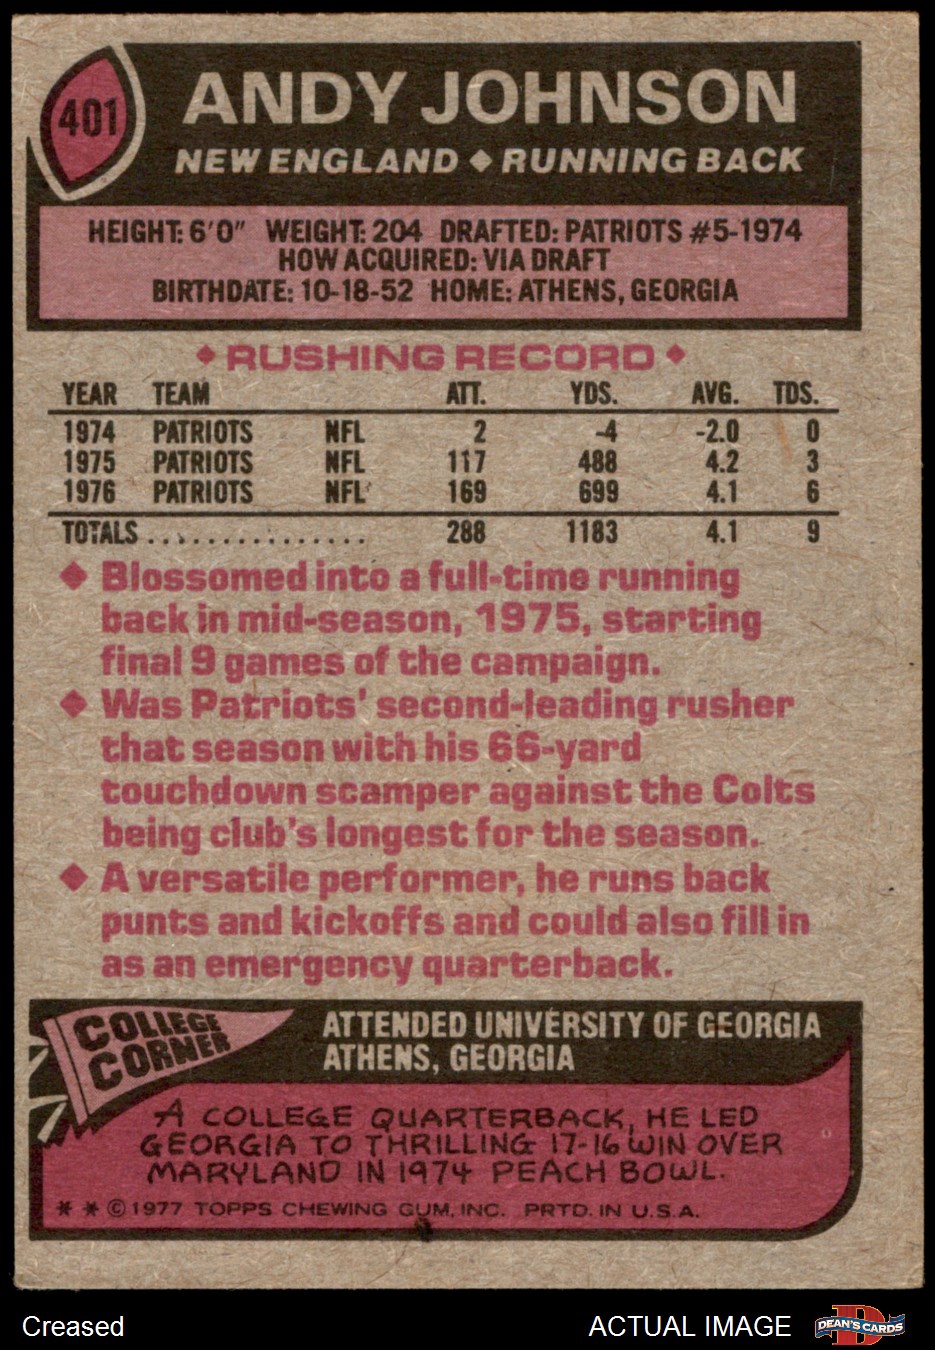 401
ANDY JOHNSON
NEW ENGLAND ◆ RUNNING BACK
HEIGHT: 6'0" WEIGHT: 204 DRAFTED: PATRIOTS #5-1974
HOW ACQUIRED: VIA DRAFT
BIRTHDATE: 10-18-52 HOME: ATHENS, GEORGIA
◆ RUSHING RECORD ◆
YEAR TEAM ATT. YDS. AVG. TDS.
1974 PATRIOTS NFL 2 -4 -2.0 0
1975 PATRIOTS NFL 117 488 4.2 3
1976 PATRIOTS NFL 169 699 4.1 6
TOTALS ............... 288 1183 4.1 9
◆ Blossomed into a full-time running
back in mid-season, 1975, starting
final 9 games of the campaign.
◆ Was Patriots' second-leading rusher
that season with his 66-yard
touchdown scamper against the Colts
being club's longest for the season.
◆ A versatile performer, he runs back
punts and kickoffs and could also fill in
as an emergency quarterback.
COLLEGE
CORNER
ATTENDED UNIVERSITY OF GEORGIA
ATHENS, GEORGIA
A COLLEGE QUARTERBACK, HE LED
GEORGIA TO THRILLING 17-16 WIN OVER
MARYLAND IN 1974 PEACH BOWL.
* * © 1977 TOPPS CHEWING GUM, INC. PRTD. IN U.S.A.
Creased
ACTUAL IMAGE
D
DEAN'S CARDS